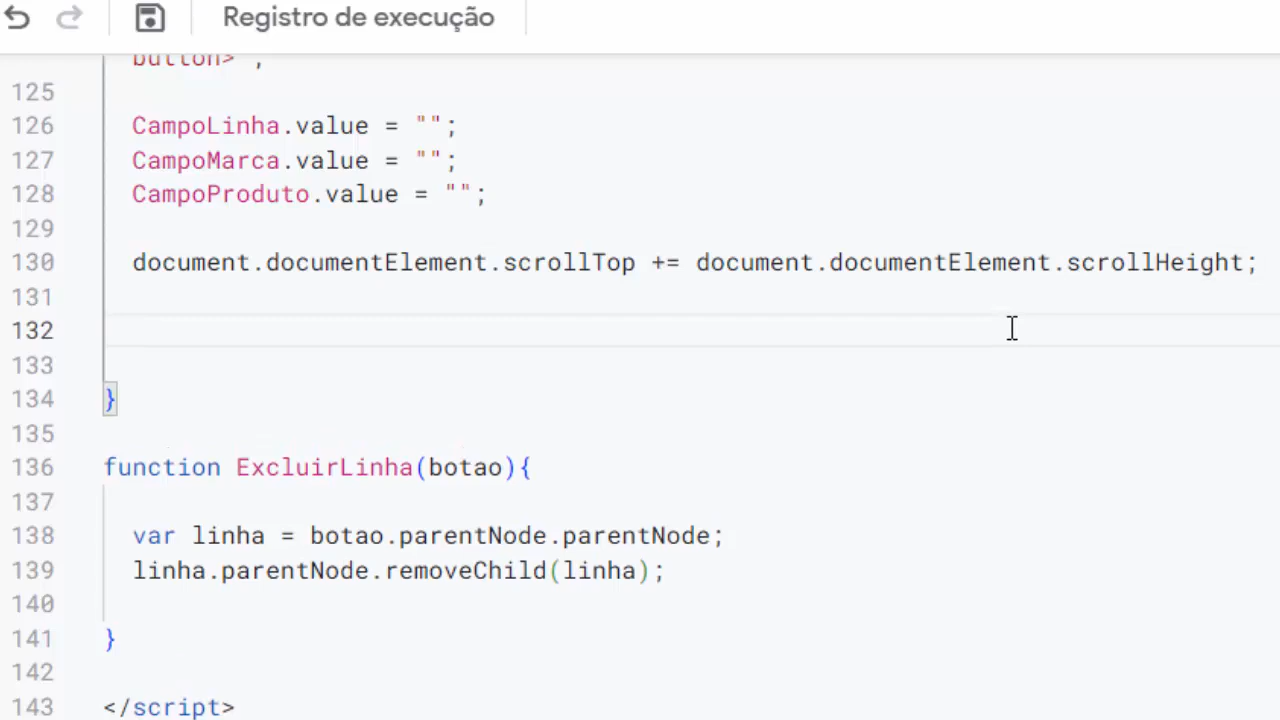 Registro de execução
button>`,
125
126 CampoLinha.value = "";
127 CampoMarca.value = "";
128 CampoProduto.value = "";
129
130 document.documentElement.scrollTop += document.documentElement.scrollHeight;
131
132
133
134 }
135
136 function ExcluirLinha(botao){
137
138 var linha = botao.parentNode.parentNode;
139 linha.parentNode.removeChild(linha);
140
141 }
142
143 </script>